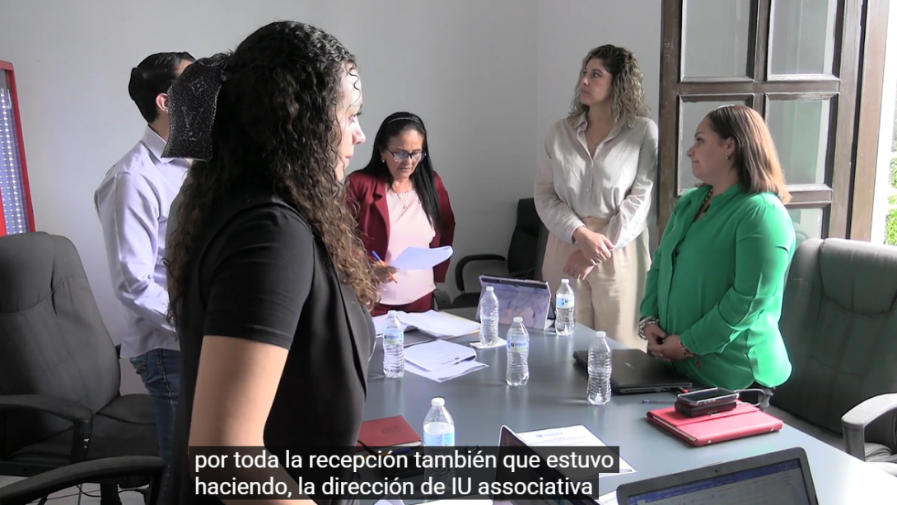 por toda la recepción también que estuvo
haciendo, la dirección de IU associativa